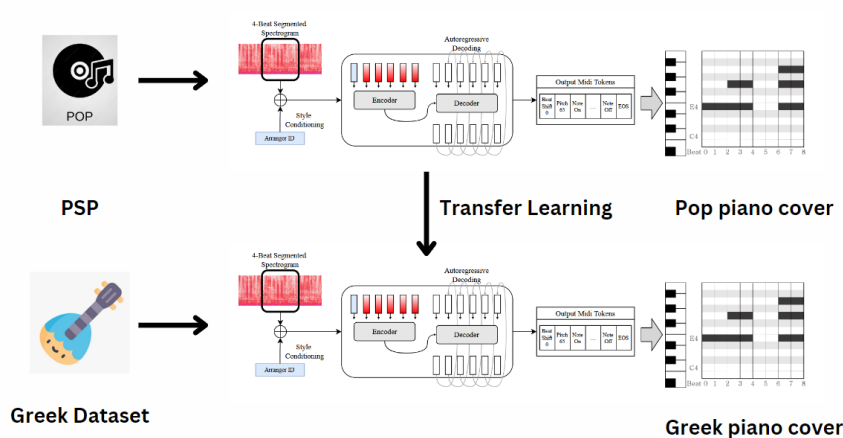 4-Beat Segmented
Spectrogram
Autoregressive
Decoding
POP
Encoder
Decoder
Style
Conditioning
Arranger ID
Output Midi Tokens
Beat
Shift
0
Pitch
65
Note
On
...
Note
Off
EOS
E4
C4
Beat 0 1 2 3 4 5 6 7 8
PSP
Transfer Learning
Pop piano cover
4-Beat Segmented
Spectrogram
Autoregressive
Decoding
Encoder
Decoder
Style
Conditioning
Arranger ID
Output Midi Tokens
Beat
Shift
0
Pitch
65
Note
On
...
Note
Off
EOS
E4
C4
Beat 0 1 2 3 4 5 6 7 8
Greek Dataset
Greek piano cover